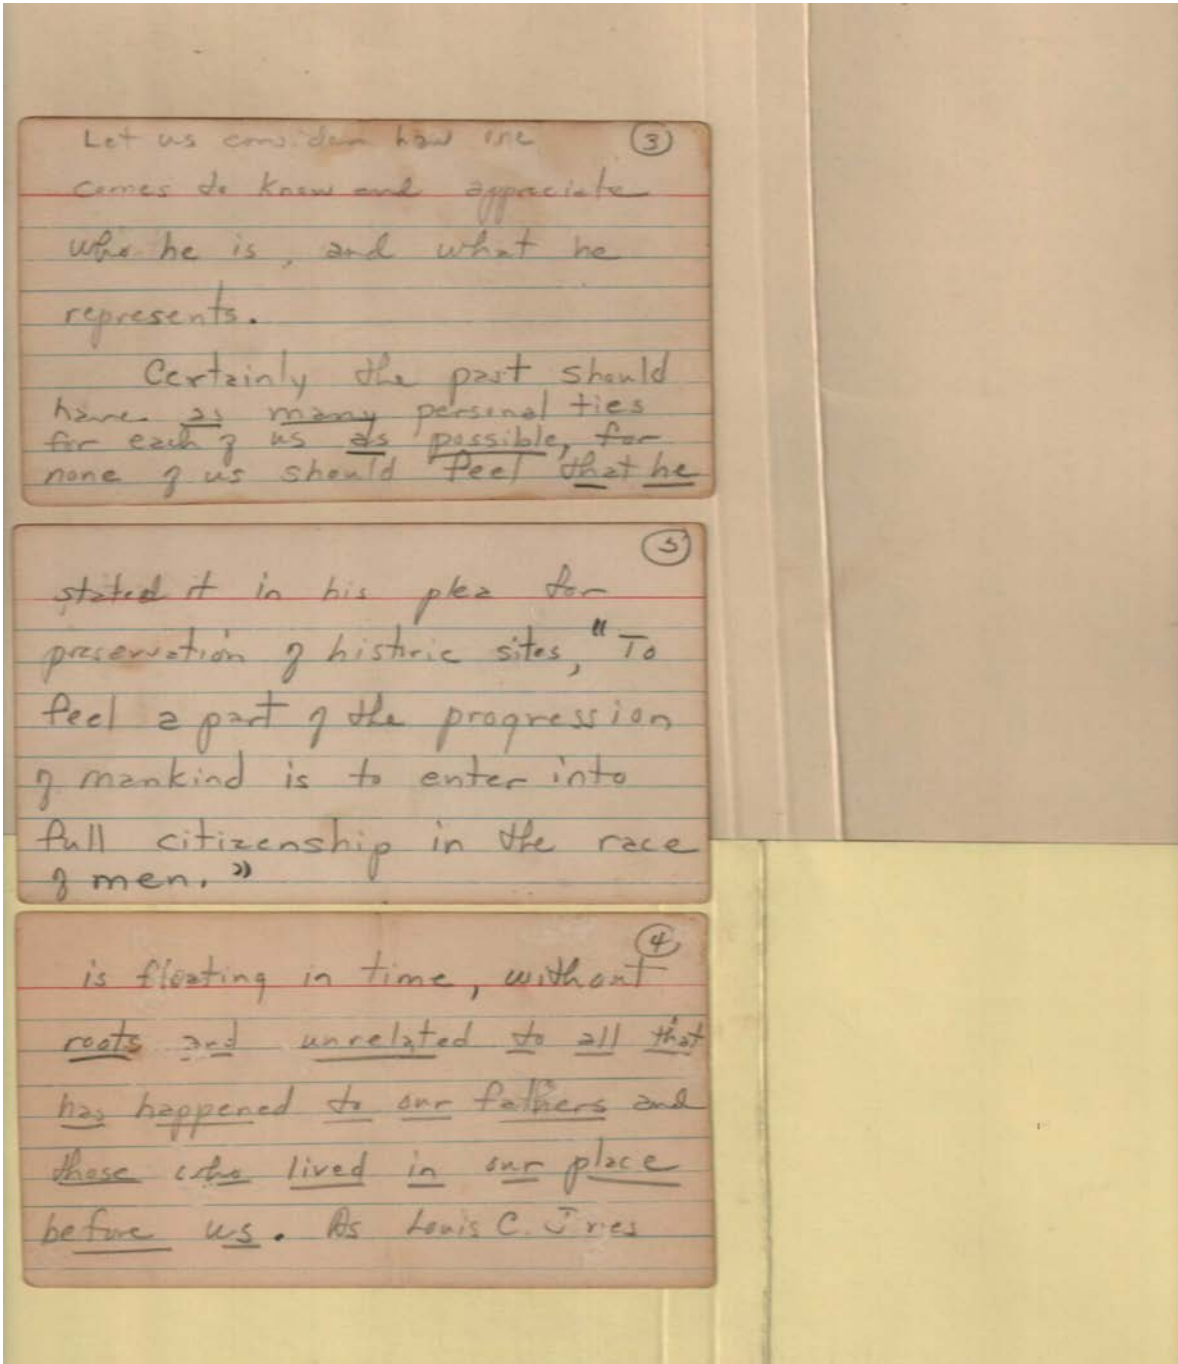 Let us consider how one
③
comes to know and appreciate
who he is, and what he
represents.
Certainly the past should
have as many personal ties
for each of us as possible, for
none of us should feel that he
⑤
stated it in his plea for
preservation of historic sites, "To
feel a part of the progression
of mankind is to enter into
full citizenship in the race
of men."
④
is floating in time, without
roots and unrelated to all that
has happened to our fathers and
those who lived in our place
before us. As Louis C. Jones